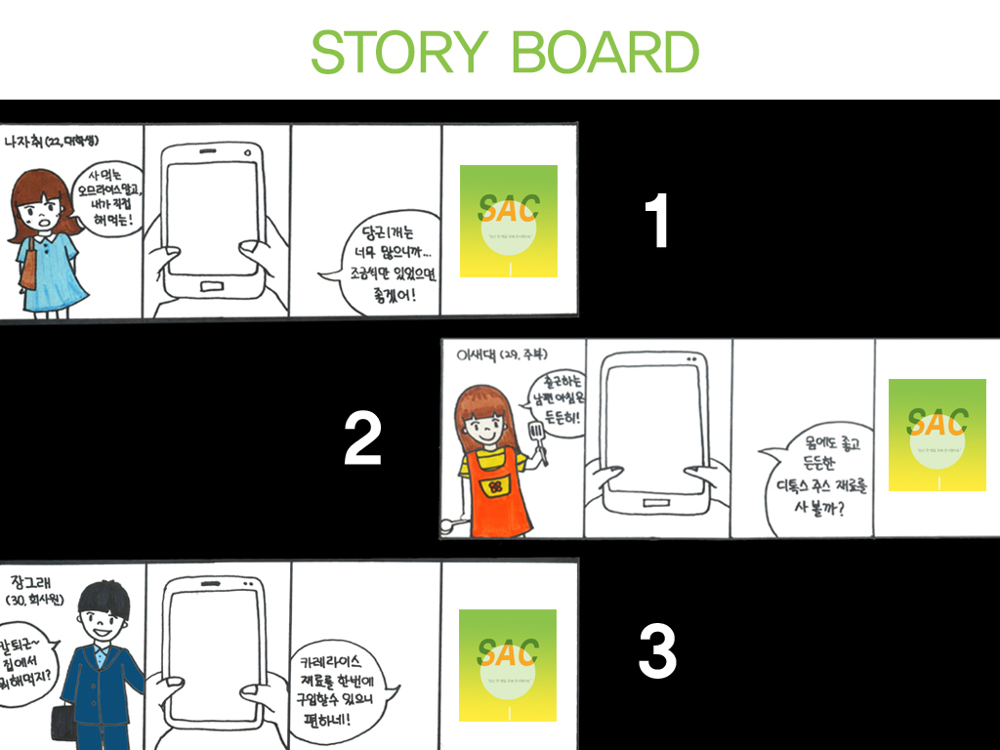 STORY BOARD
나자취 (22, 대학생)
사 먹는
오므라이스말고,
내가 직접
해 먹는!
당근1개는
너무 많으니까...
조금씩만 있었으면
좋겠어!
SAC
1
이새댁 (29, 주부)
출근하는
남편 아침은
든든히!
몸에도 좋고
든든한
디톡스 주스 재료를
사 볼까?
SAC
2
장그래
(30, 회사원)
칼퇴근~
집에서
뭐해먹지?
카레라이스
재료를 한번에
구입할수 있으니
편하네!
SAC
3